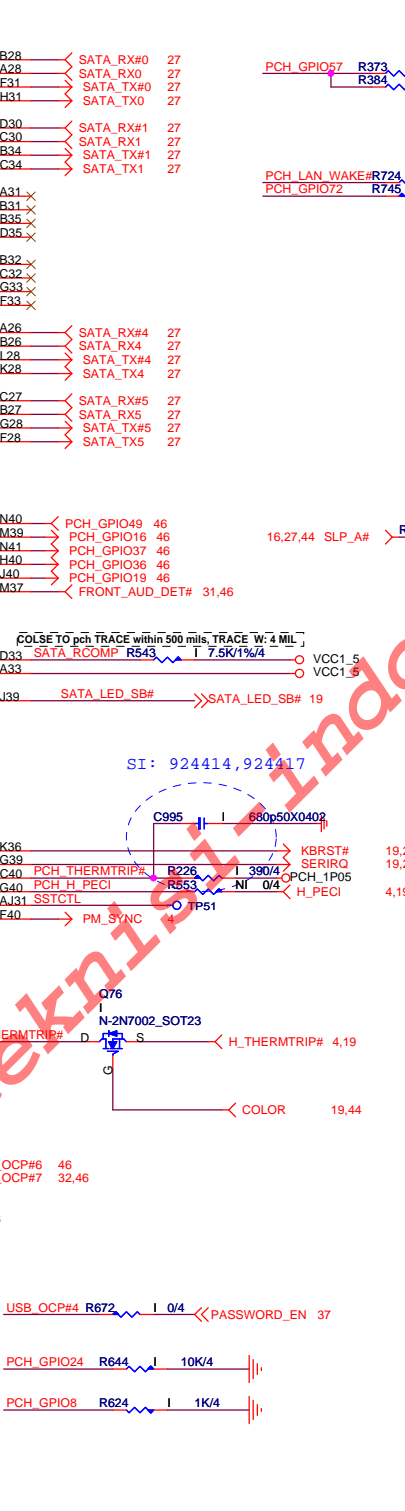 B28 SATA_RX#0 27
A28 SATA_RX0 27
F31 SATA_TX#0 27
H31 SATA_TX0 27
PCH_GPIO57 R373
R384
D30 SATA_RX#1 27
C30 SATA_RX1 27
B34 SATA_TX#1 27
C34 SATA_TX1 27
PCH_LAN_WAKE# R724
PCH_GPIO72 R745
A31
B31
B35
D35
B32
C32
G33
F33
A26 SATA_RX#4 27
B26 SATA_RX4 27
L28 SATA_TX#4 27
K28 SATA_TX4 27
C27 SATA_RX#5 27
B27 SATA_RX5 27
G28 SATA_TX#5 27
F28 SATA_TX5 27
N40 PCH_GPIO49 46
M39 PCH_GPIO16 46
N41 PCH_GPIO37 46
H40 PCH_GPIO36 46
J40 PCH_GPIO19 46
M37 FRONT_AUD_DET# 31,46
16,27,44 SLP_A# R
COLSE TO pch TRACE within 500 mils, TRACE W: 4 MIL
D33 SATA_RCOMP R543 I 7.5K/1%/4 VCC1_5
A33 VCC1_5
J39 SATA_LED_SB# SATA_LED_SB# 19
SI: 924414,924417
C995 I 680p50X0402
K36 KBRST# 19,2
G39 SERIRQ 19,2
C40 PCH_THERMTRIP# R226 I 390/4 PCH_1P05
G40 PCH_H_PECI R553 NI 0/4 H_PECI 4,19
AJ31 SSTCTL TP51
F40 PM_SYNC 4
Q76
I
N-2N7002_SOT23
ERMTRIP# D S H_THERMTRIP# 4,19
G
COLOR 19,44
_OCP#6 46
_OCP#7 32,46
USB_OCP#4 R672 I 0/4 PASSWORD_EN 37
PCH_GPIO24 R644 I 10K/4
PCH_GPIO8 R624 I 1K/4
eknisi-indo